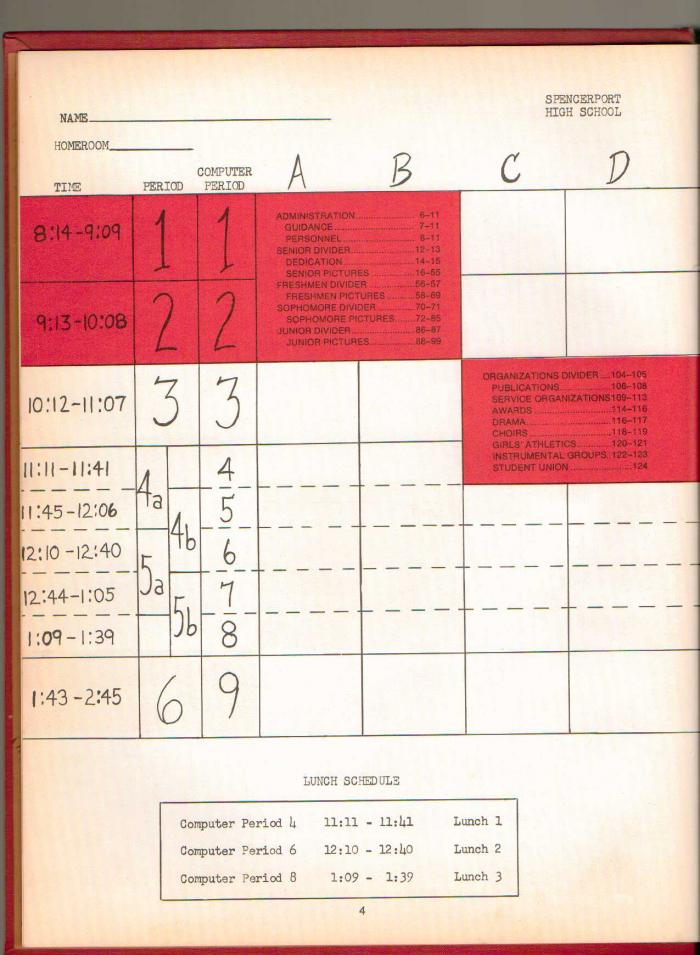 SPENCERPORT
HIGH SCHOOL
NAME
HOMEROOM
TIME PERIOD COMPUTER PERIOD A B C D
8:14-9:09 1 1
9:13-10:08 2 2
ADMINISTRATION 6-11
GUIDANCE 7-11
PERSONNEL 8-11
SENIOR DIVIDER 12-13
DEDICATION 14-15
SENIOR PICTURES 16-55
FRESHMEN DIVIDER 56-57
FRESHMEN PICTURES 58-69
SOPHOMORE DIVIDER 70-71
SOPHOMORE PICTURES 72-85
JUNIOR DIVIDER 86-87
JUNIOR PICTURES 88-99
10:12-11:07 3 3
ORGANIZATIONS DIVIDER 104-105
PUBLICATIONS 106-108
SERVICE ORGANIZATIONS 109-113
AWARDS 114-116
DRAMA 116-117
CHOIRS 118-119
GIRLS' ATHLETICS 120-121
INSTRUMENTAL GROUPS 122-123
STUDENT UNION 124
11:11-11:41 4a 4
11:45-12:06 5
12:10-12:40 4b 6
12:44-1:05 5a 7
1:09-1:39 5b 8
1:43-2:45 6 9
LUNCH SCHEDULE
Computer Period 4 11:11 - 11:41 Lunch 1
Computer Period 6 12:10 - 12:40 Lunch 2
Computer Period 8 1:09 - 1:39 Lunch 3
4